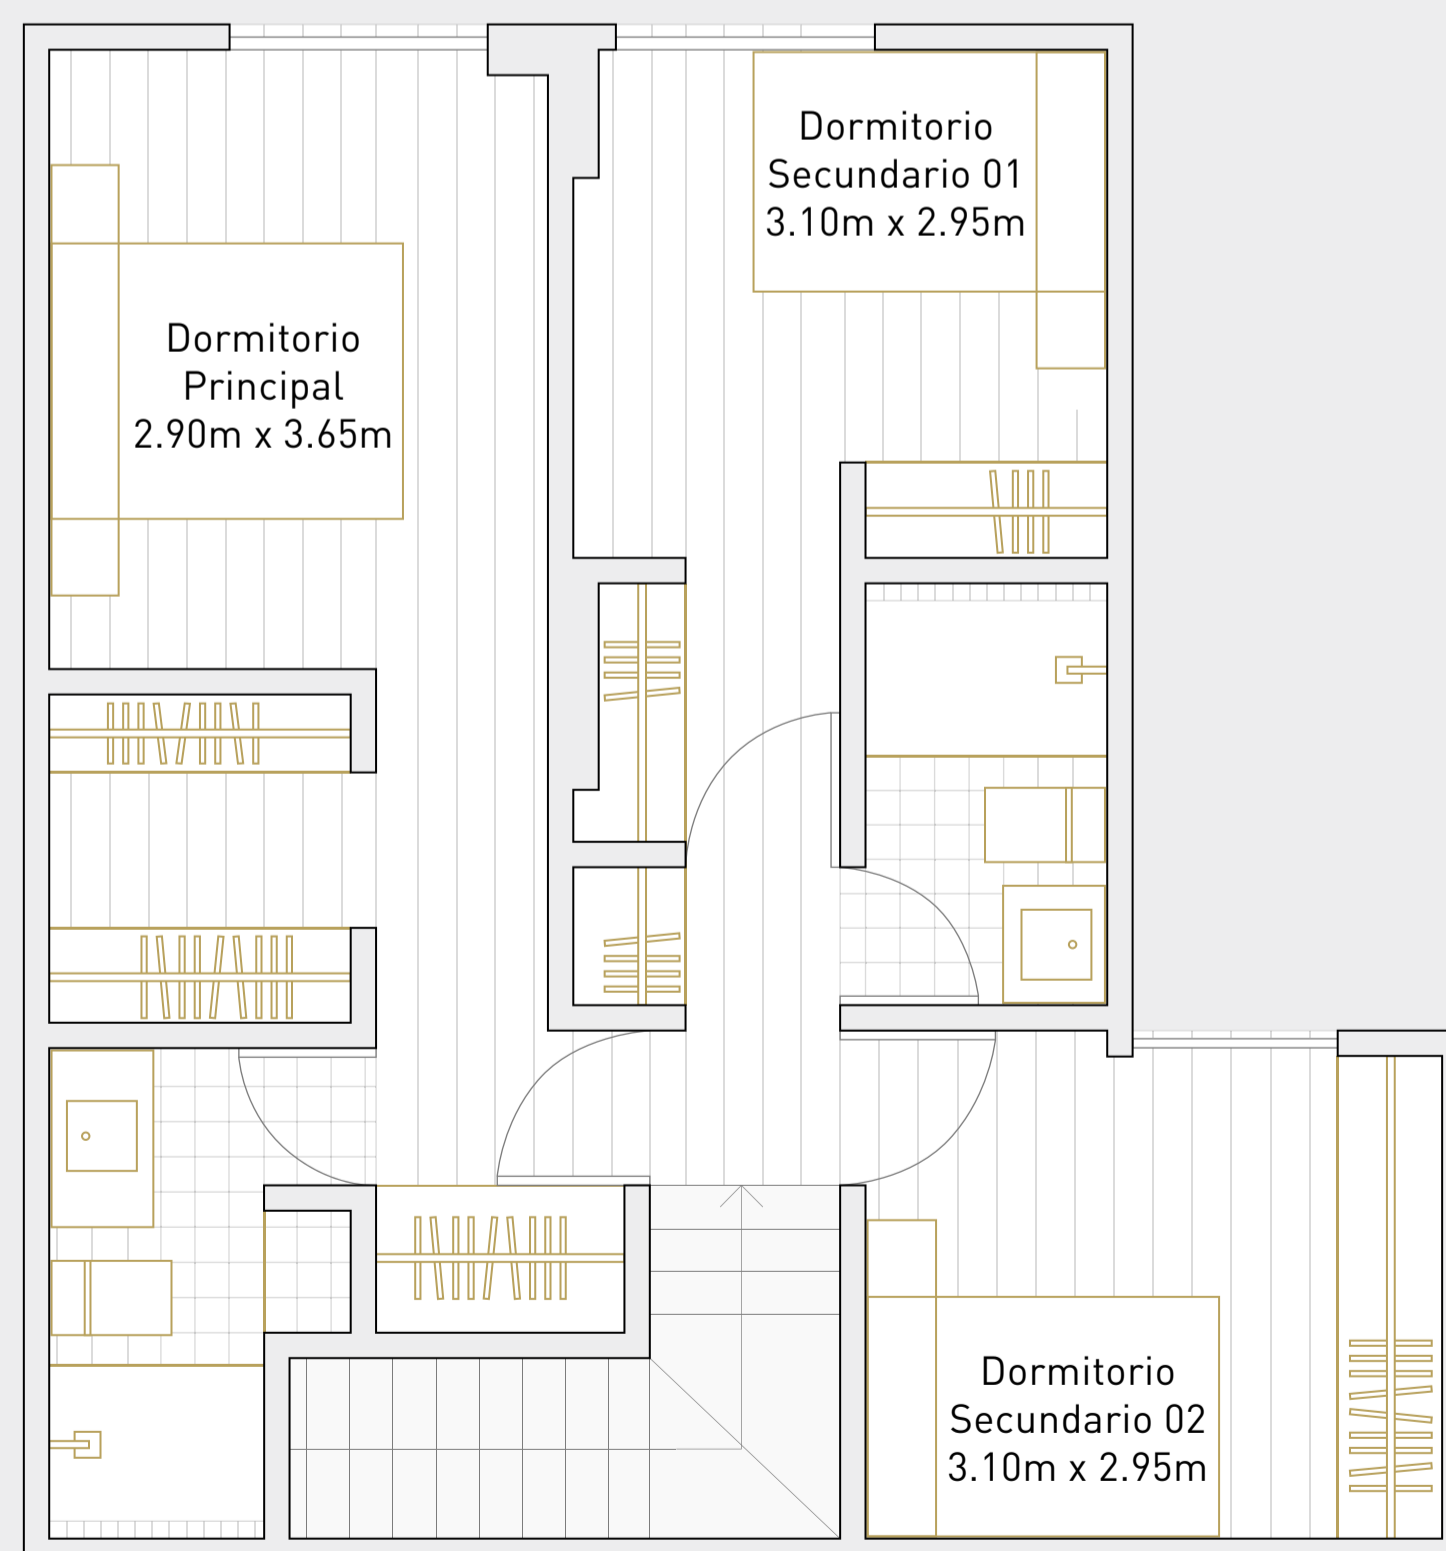 Dormitorio
Secundario 01
3.10m x 2.95m
Dormitorio
Principal
2.90m x 3.65m
Dormitorio
Secundario 02
3.10m x 2.95m